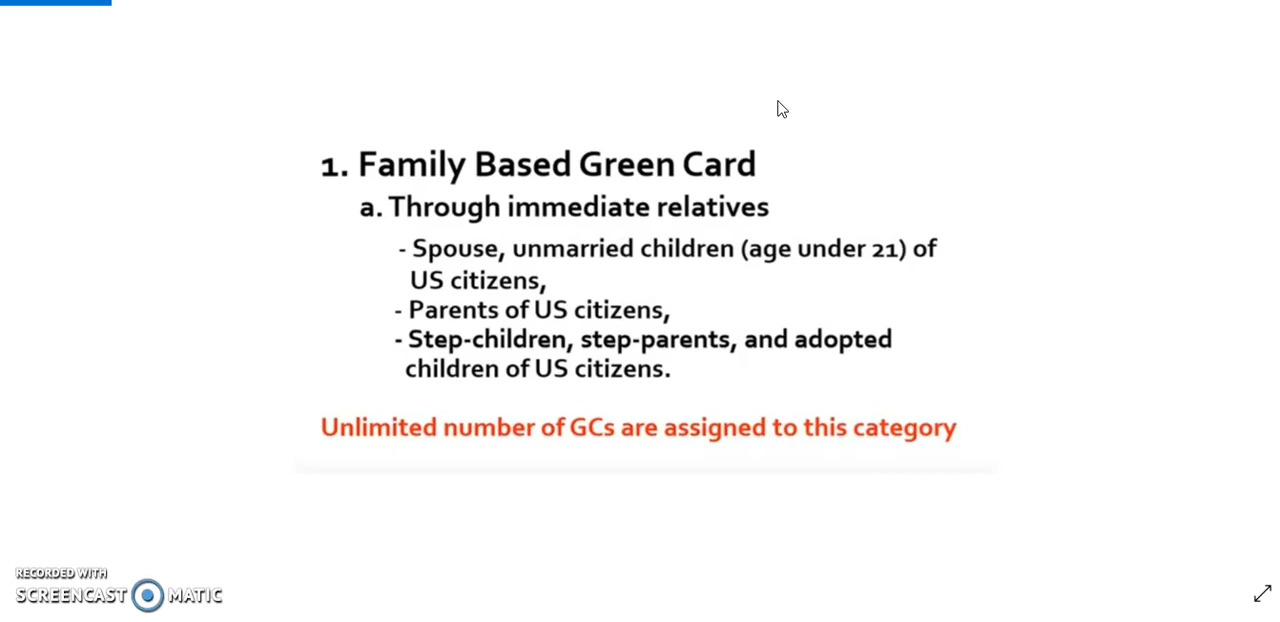 1. Family Based Green Card
a. Through immediate relatives
- Spouse, unmarried children (age under 21) of
US citizens,
- Parents of US citizens,
- Step-children, step-parents, and adopted
children of US citizens.
Unlimited number of GCs are assigned to this category
RECORDED WITH
SCREENCAST MATIC